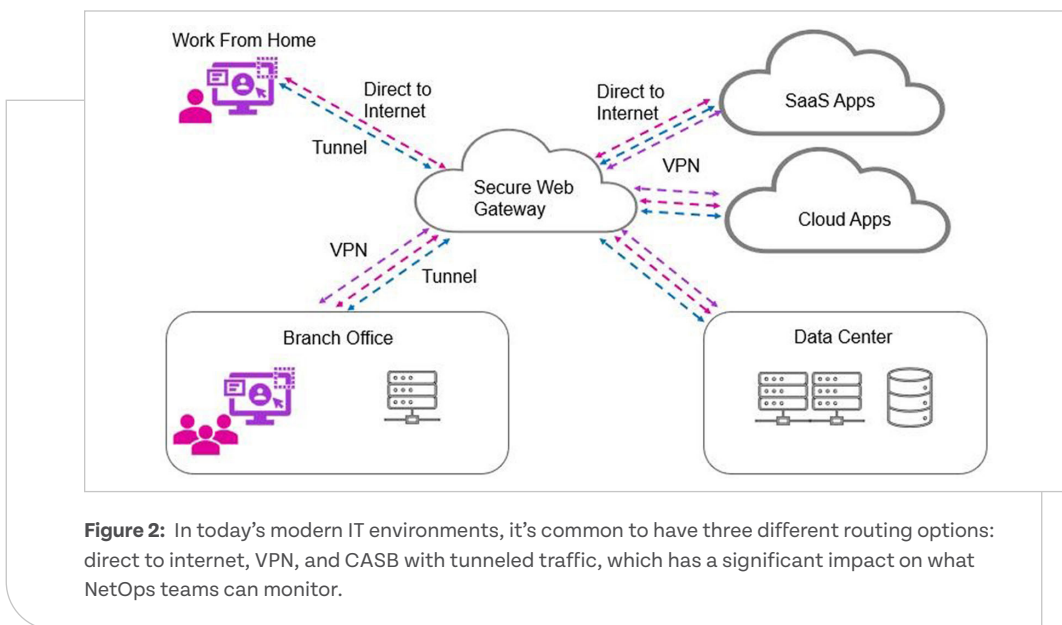 Work From Home
Direct to
Internet
Tunnel
Direct to
Internet
SaaS Apps
VPN
Secure Web
Gateway
Cloud Apps
VPN
Tunnel
Branch Office
Data Center
Figure 2: In today’s modern IT environments, it’s common to have three different routing options:
direct to internet, VPN, and CASB with tunneled traffic, which has a significant impact on what
NetOps teams can monitor.